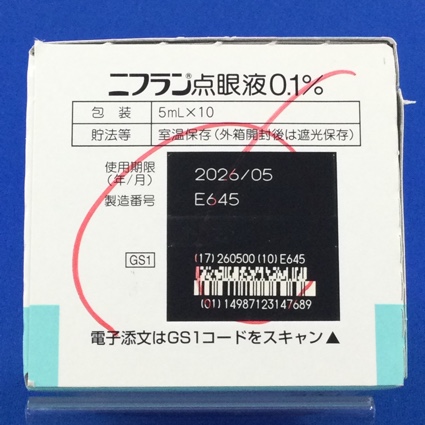 ニフラン®点眼液0.1%
包装 5mL×10
貯法等 室温保存(外箱開封後は遮光保存)
使用期限 2026/05
(年/月)
製造番号 E645
GS1 (17)260500(10)E645
(01)14987123147689
電子添文はGS1コードをスキャン▲